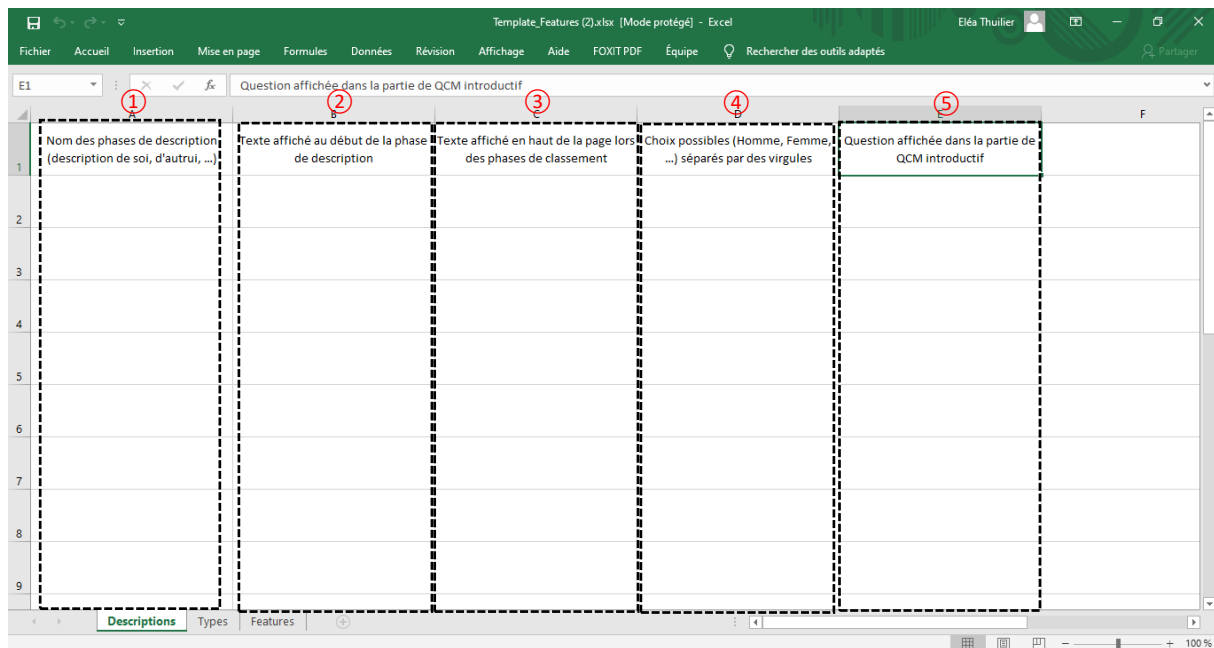 Template_Features (2).xlsx [Mode protégé] - Excel
Eléa Thuilier
Fichier Accueil Insertion Mise en page Formules Données Révision Affichage Aide FOXIT PDF Équipe Rechercher des outils adaptés Partager
E1 fx Question affichée dans la partie de QCM introductif
1 2 3 4 5
A B C D E F
Nom des phases de description Texte affiché au début de la phase Texte affiché en haut de la page lors Choix possibles (Homme, Femme, Question affichée dans la partie de
1 (description de soi, d'autrui, ...) de description des phases de classement ...) séparés par des virgules QCM introductif
2
3
4
5
6
7
8
9
Descriptions Types Features
100 %